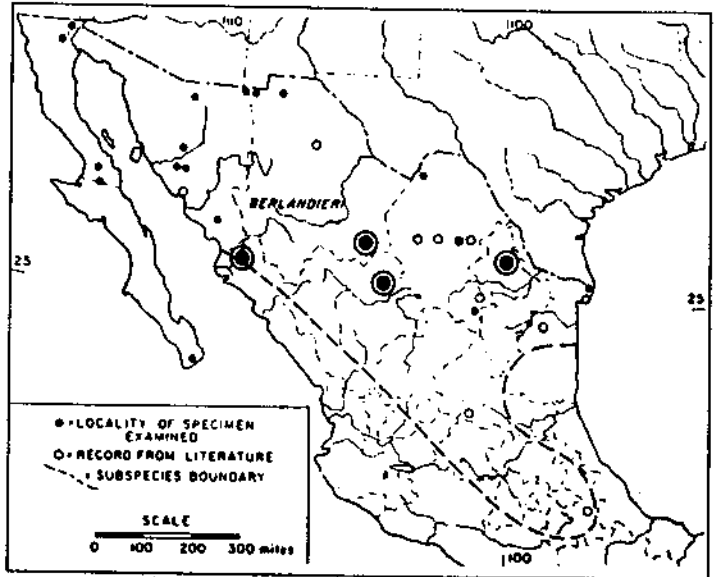 110
100
BERLANDIERI
25
25
● = LOCALITY OF SPECIMEN
EXAMINED
○ = RECORD FROM LITERATURE
= SUBSPECIES BOUNDARY
SCALE
0 100 200 300 miles
100